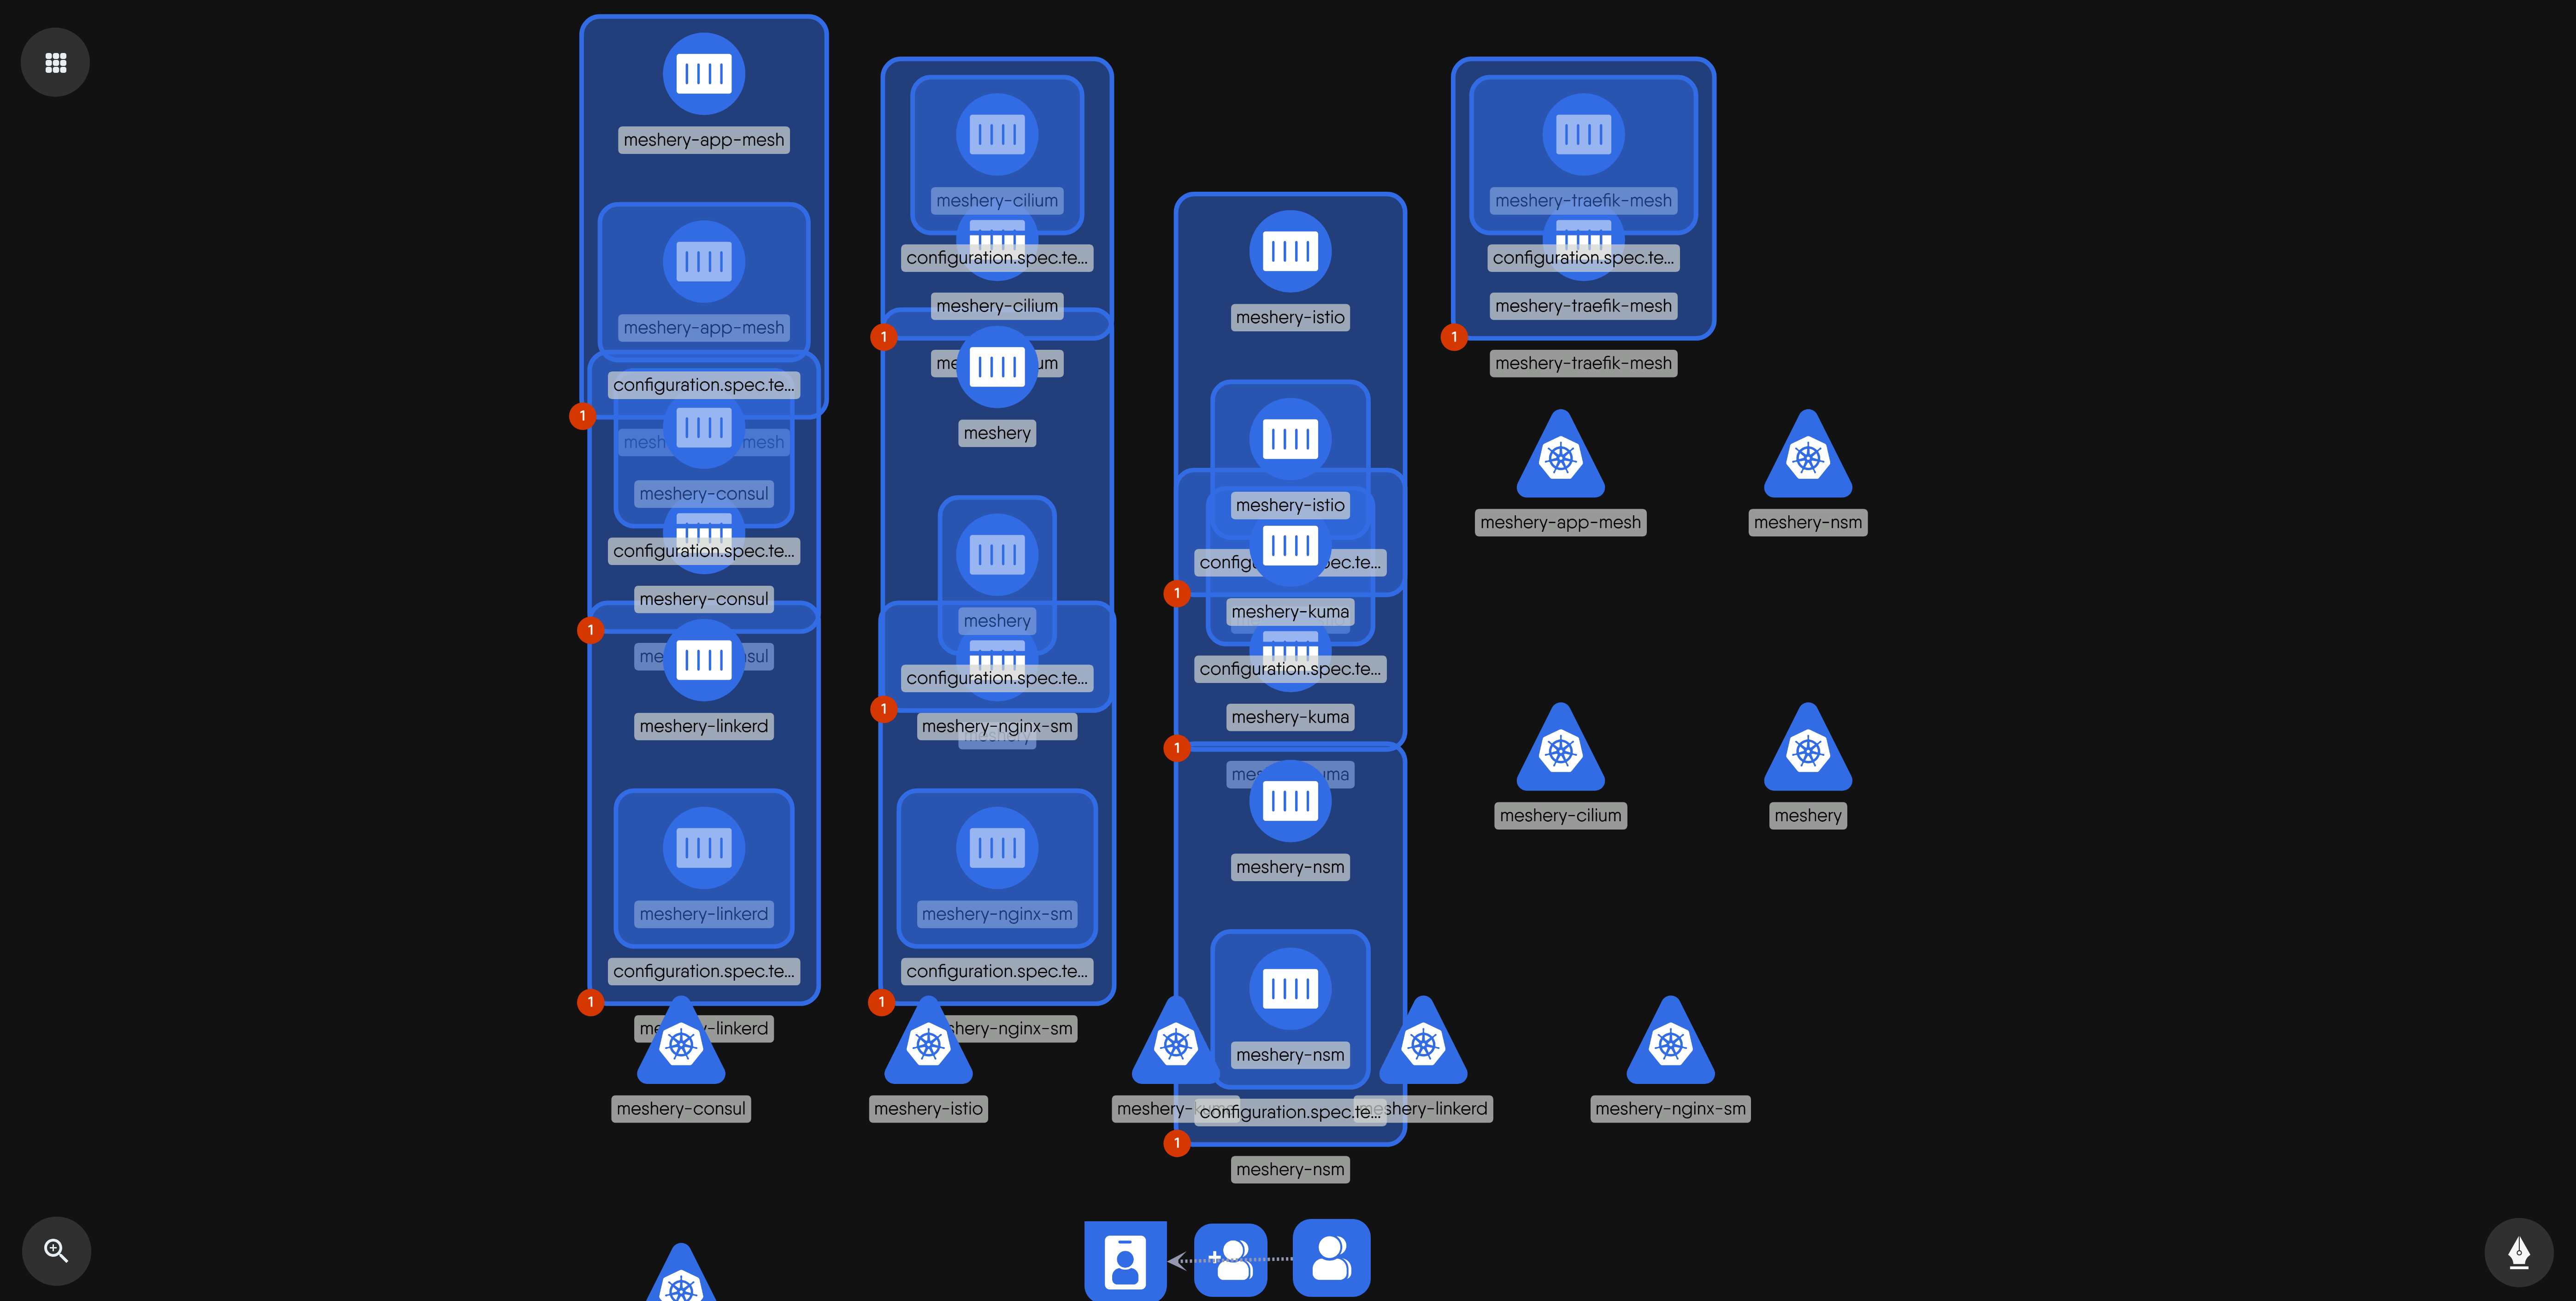 meshery-app-mesh
meshery-app-mesh
configuration.spec.te...
mesh mesh
meshery-consul
configuration.spec.te...
meshery-consul
1
1
me sul
meshery-linkerd
meshery-linkerd
configuration.spec.te...
1
me -linkerd
meshery-consul
meshery-cilium
configuration.spec.te...
meshery-cilium
1
me um
meshery
meshery
configuration.spec.te...
1
meshery-nginx-sm
meshery-nginx-sm
configuration.spec.te...
1
shery-nginx-sm
meshery-istio
meshery-istio
meshery-istio
config pec.te...
1
meshery-kuma
configuration.spec.te...
meshery-kuma
1
mes uma
meshery-nsm
meshery-nsm
configuration.spec.te...
1
meshery-nsm
meshery-traefik-mesh
configuration.spec.te...
meshery-traefik-mesh
1
meshery-traefik-mesh
meshery-app-mesh
meshery-nsm
meshery-cilium
meshery
shery-linkerd
meshery-nginx-sm